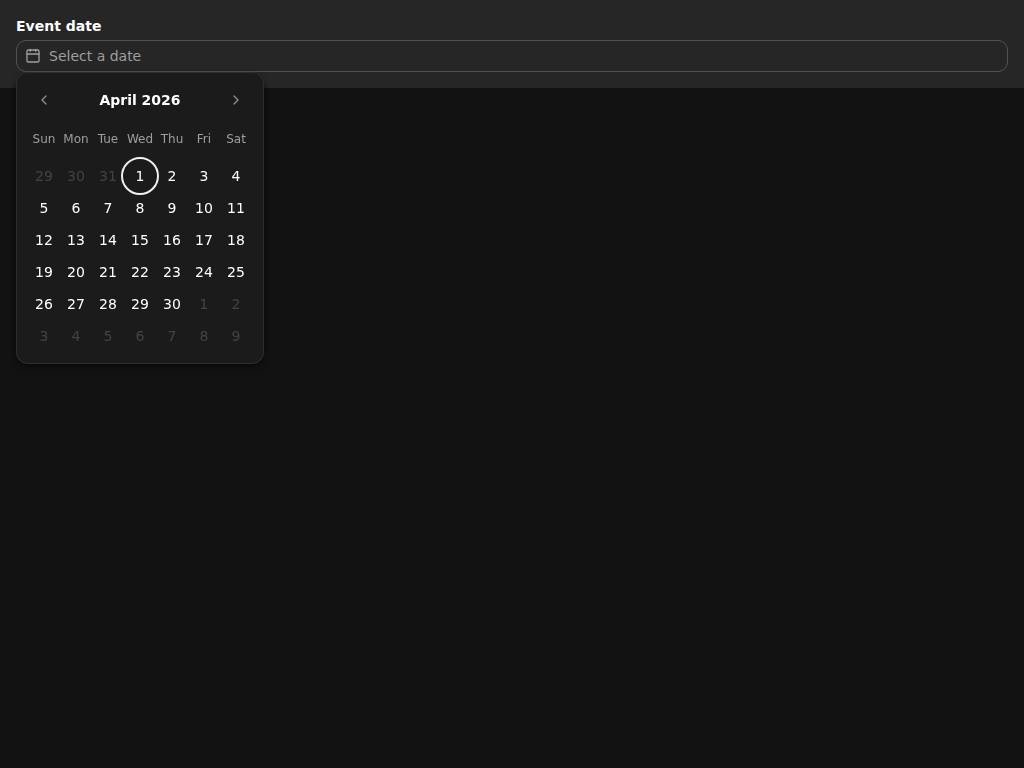 Event date
Select a date
April 2026
Sun Mon Tue Wed Thu Fri Sat
29 30 31 1 2 3 4
5 6 7 8 9 10 11
12 13 14 15 16 17 18
19 20 21 22 23 24 25
26 27 28 29 30 1 2
3 4 5 6 7 8 9